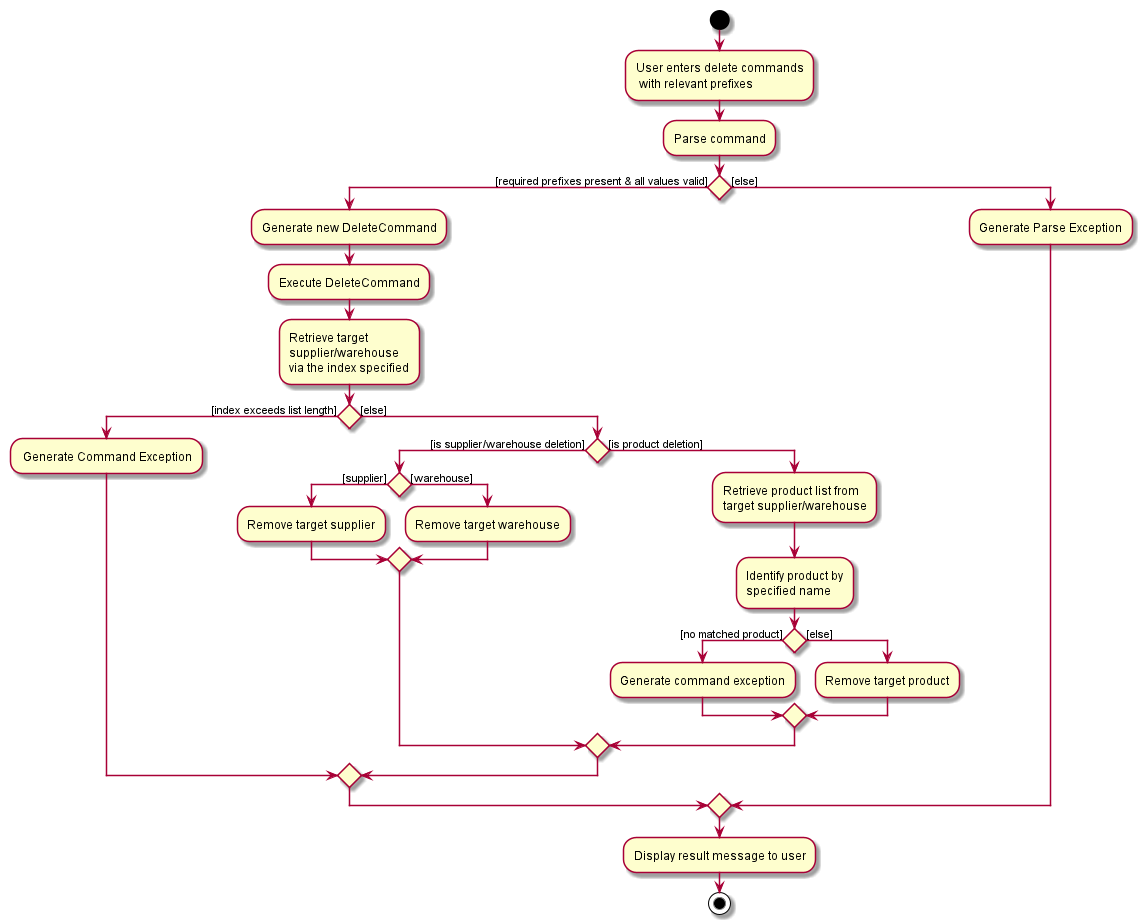 User enters delete commands
with relevant prefixes
Parse command
[required prefixes present & all values valid]
[else]
Generate new DeleteCommand
Generate Parse Exception
Execute DeleteCommand
Retrieve target
supplier/warehouse
via the index specified
[index exceeds list length]
[else]
Generate Command Exception
[is supplier/warehouse deletion]
[is product deletion]
[supplier]
[warehouse]
Remove target supplier
Remove target warehouse
Retrieve product list from
target supplier/warehouse
Identify product by
specified name
[no matched product]
[else]
Generate command exception
Remove target product
Display result message to user